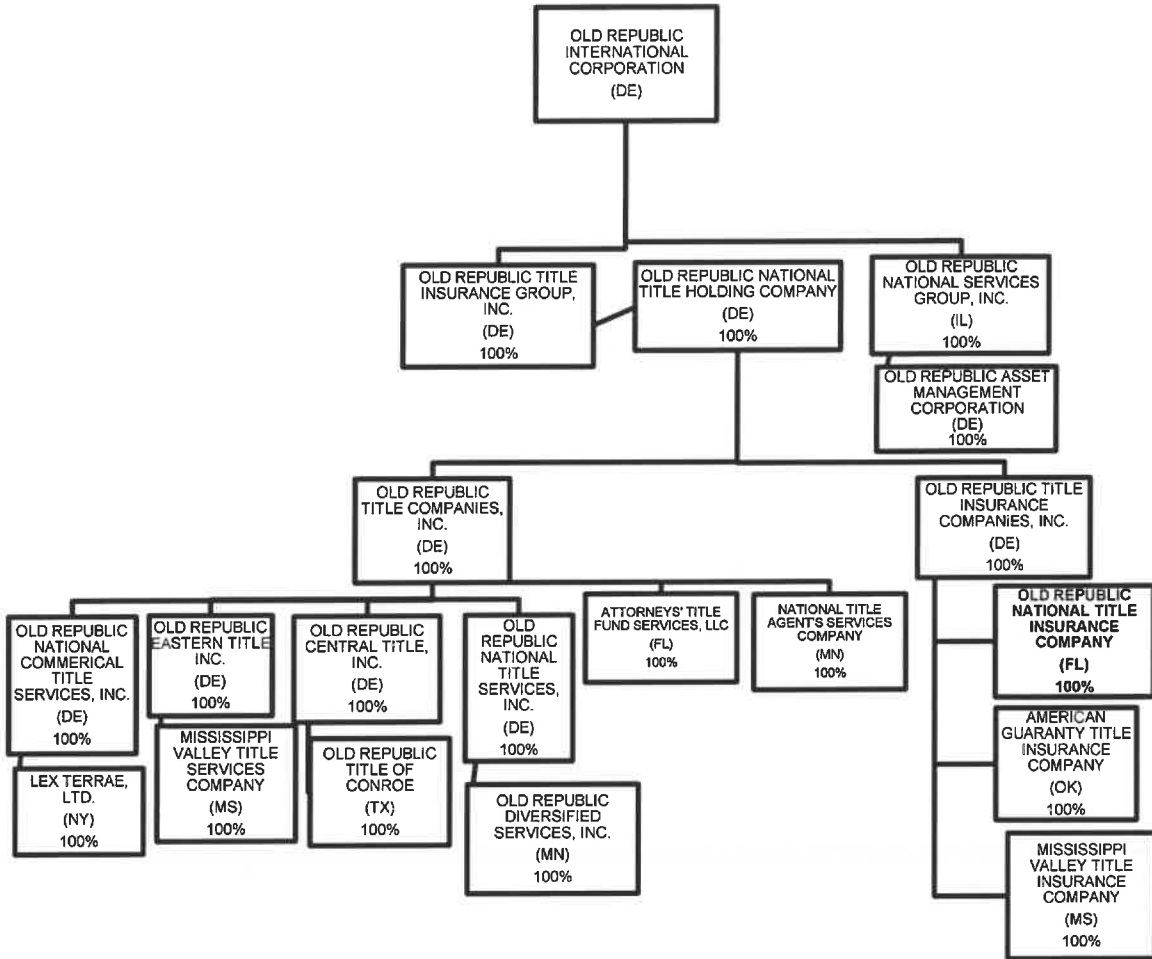 OLD REPUBLIC
INTERNATIONAL
CORPORATION
(DE)
OLD REPUBLIC TITLE
INSURANCE GROUP,
INC.
(DE)
100%
OLD REPUBLIC NATIONAL
TITLE HOLDING COMPANY
(DE)
100%
OLD REPUBLIC
NATIONAL SERVICES
GROUP, INC.
(IL)
100%
OLD REPUBLIC ASSET
MANAGEMENT
CORPORATION
(DE)
100%
OLD REPUBLIC
TITLE COMPANIES,
INC.
(DE)
100%
OLD REPUBLIC TITLE
INSURANCE
COMPANIES, INC.
(DE)
100%
OLD REPUBLIC
NATIONAL
COMMERICAL
TITLE
SERVICES, INC.
(DE)
100%
LEX TERRAE,
LTD.
(NY)
100%
OLD REPUBLIC
EASTERN TITLE
INC.
(DE)
100%
MISSISSIPPI
VALLEY TITLE
SERVICES
COMPANY
(MS)
100%
OLD REPUBLIC
CENTRAL TITLE,
INC.
(DE)
100%
OLD REPUBLIC
TITLE OF
CONROE
(TX)
100%
OLD
REPUBLIC
NATIONAL
TITLE
SERVICES,
INC.
(DE)
100%
OLD REPUBLIC
DIVERSIFIED
SERVICES, INC.
(MN)
100%
ATTORNEYS' TITLE
FUND SERVICES, LLC
(FL)
100%
NATIONAL TITLE
AGENT'S SERVICES
COMPANY
(MN)
100%
OLD REPUBLIC
NATIONAL TITLE
INSURANCE
COMPANY
(FL)
100%
AMERICAN
GUARANTY TITLE
INSURANCE
COMPANY
(OK)
100%
MISSISSIPPI
VALLEY TITLE
INSURANCE
COMPANY
(MS)
100%